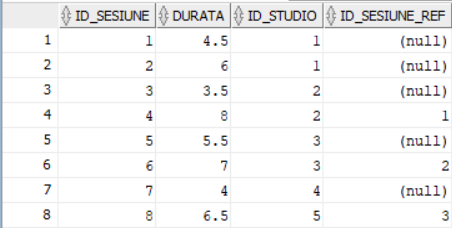 ID_SESIUNE DURATA ID_STUDIO ID_SESIUNE_REF
1 1 4.5 1 (null)
2 2 6 1 (null)
3 3 3.5 2 (null)
4 4 8 2 1
5 5 5.5 3 (null)
6 6 7 3 2
7 7 4 4 (null)
8 8 6.5 5 3